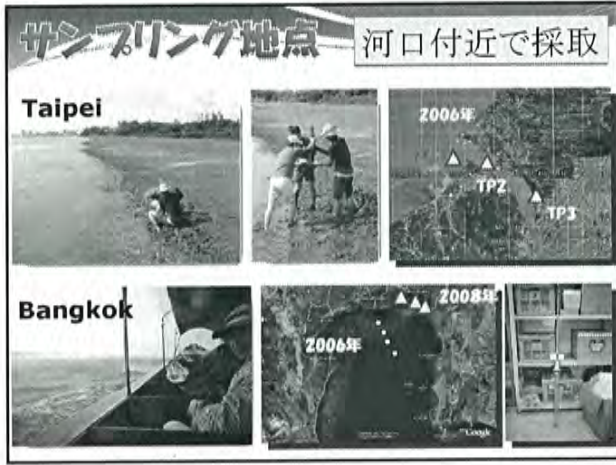 サンプリング地点
河口付近で採取
Taipei
2006年
TP2
TP3
Bangkok
2006年
2008年
Google